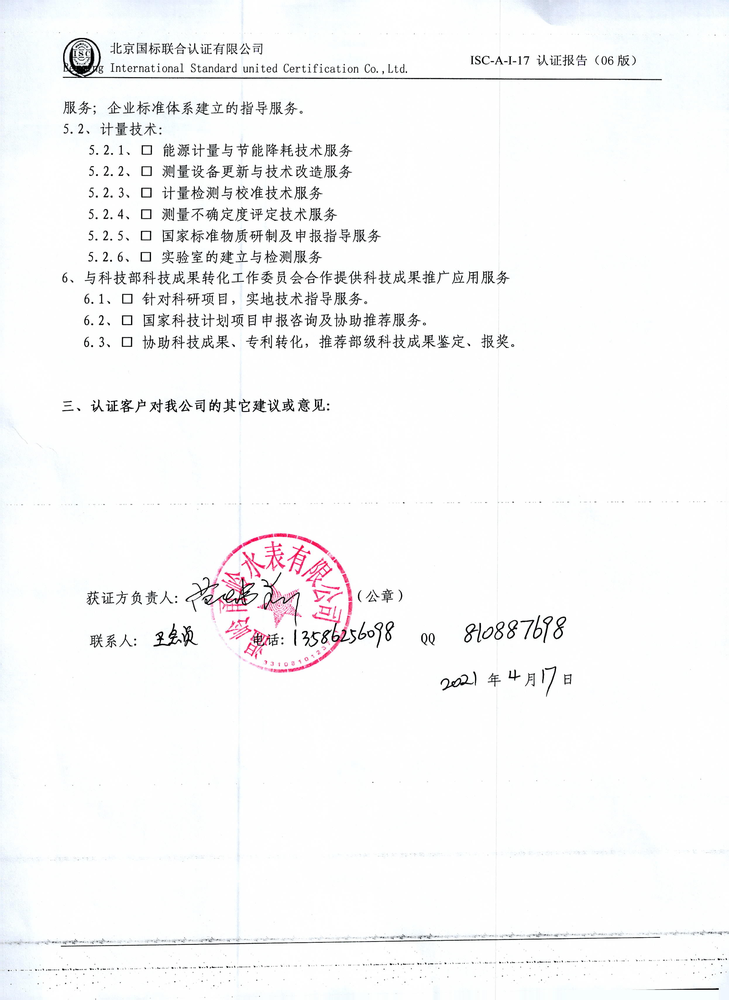 北京国标联合认证有限公司
Beijing International Standard united Certification Co.,Ltd.
ISC-A-I-17 认证报告（06版）
ISC
服务；企业标准体系建立的指导服务。
5.2、计量技术：
5.2.1、□ 能源计量与节能降耗技术服务
5.2.2、□ 测量设备更新与技术改造服务
5.2.3、□ 计量检测与校准技术服务
5.2.4、□ 测量不确定度评定技术服务
5.2.5、□ 国家标准物质研制及申报指导服务
5.2.6、□ 实验室的建立与检测服务
6、与科技部科技成果转化工作委员会合作提供科技成果推广应用服务
6.1、□ 针对科研项目，实地技术指导服务。
6.2、□ 国家科技计划项目申报咨询及协助推荐服务。
6.3、□ 协助科技成果、专利转化，推荐部级科技成果鉴定、报奖。
三、认证客户对我公司的其它建议或意见：
温岭甬岭水表有限公司
获证方负责人：
（公章）
联系人： 电话：13586256098 QQ 810887698
33108101237
2021 年 4 月 17 日